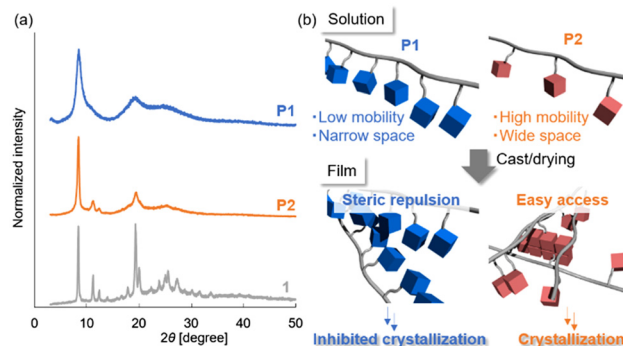 (a)
Normalized intensity
P1
P2
1
0
10
20
30
40
50
2θ [degree]
(b)
Solution
P1
P2
・Low mobility
・Narrow space
・High mobility
・Wide space
Cast/drying
Film
Steric repulsion
Easy access
Inhibited crystallization
Crystallization